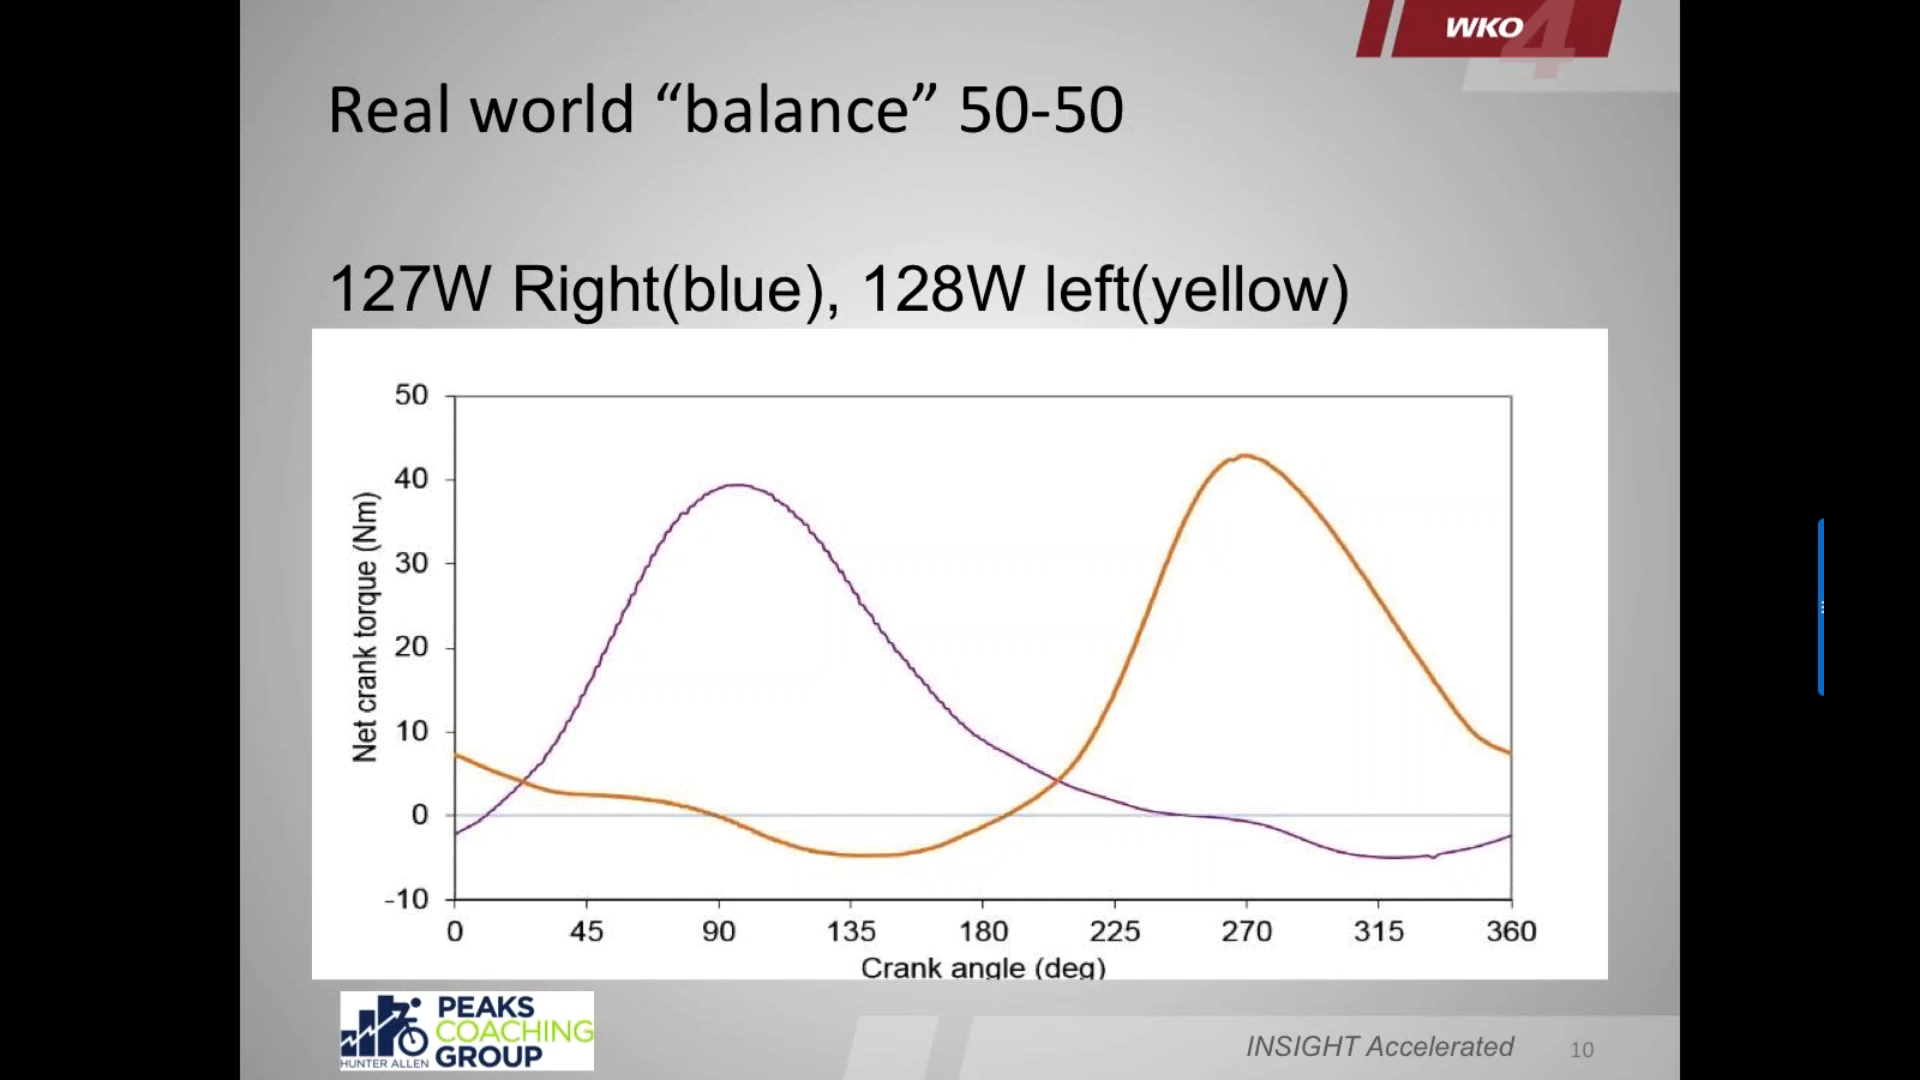 WKO 4
Real world “balance” 50-50
127W Right(blue), 128W left(yellow)
50
40
30
20
10
0
-10
Net crank torque (Nm)
0 45 90 135 180 225 270 315 360
Crank angle (deg)
PEAKS
COACHING
GROUP
HUNTER ALLEN
INSIGHT Accelerated 10